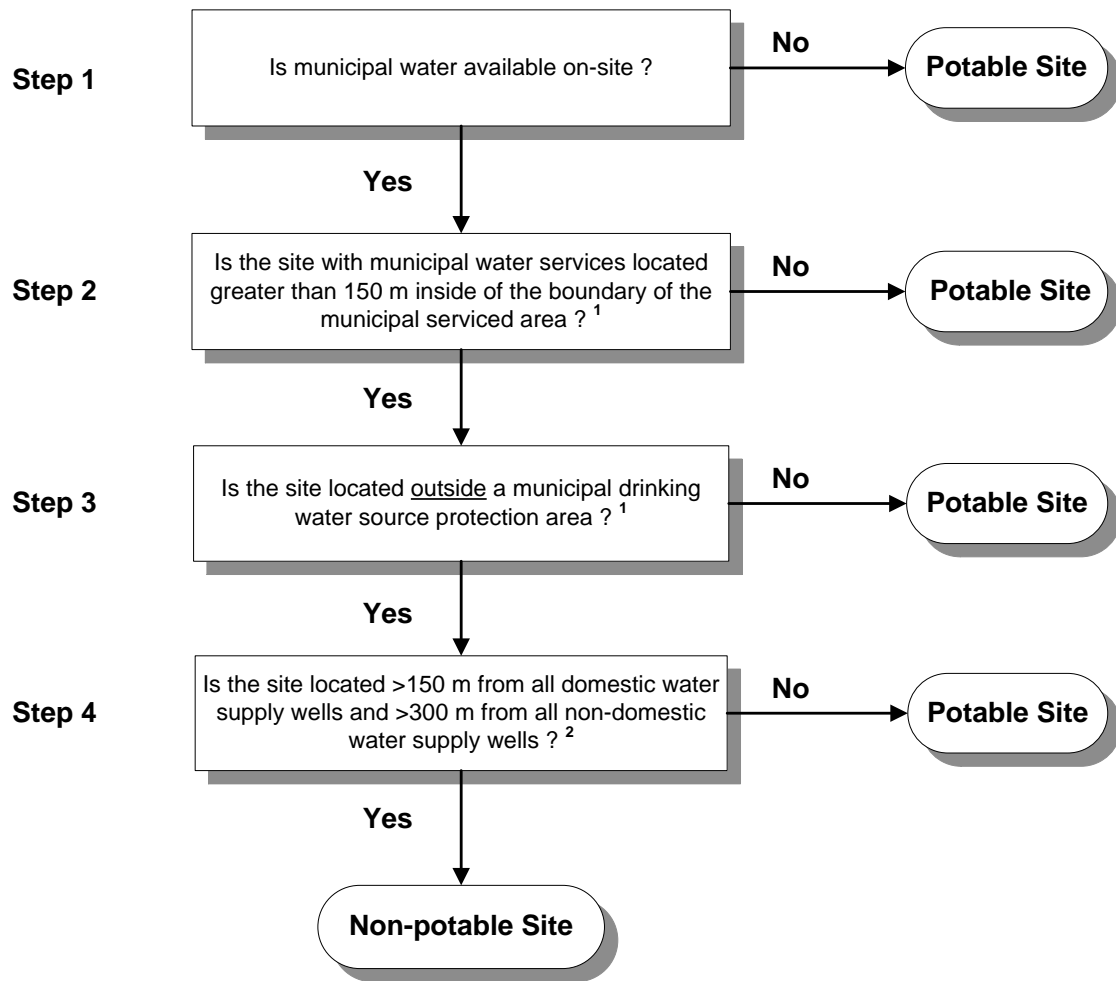 Step 1
Is municipal water available on-site ?
No
Potable Site
Yes
Step 2
Is the site with municipal water services located
greater than 150 m inside of the boundary of the
municipal serviced area ? 1
No
Potable Site
Yes
Step 3
Is the site located outside a municipal drinking
water source protection area ? 1
No
Potable Site
Yes
Step 4
Is the site located >150 m from all domestic water
supply wells and >300 m from all non-domestic
water supply wells ? 2
No
Potable Site
Yes
Non-potable Site